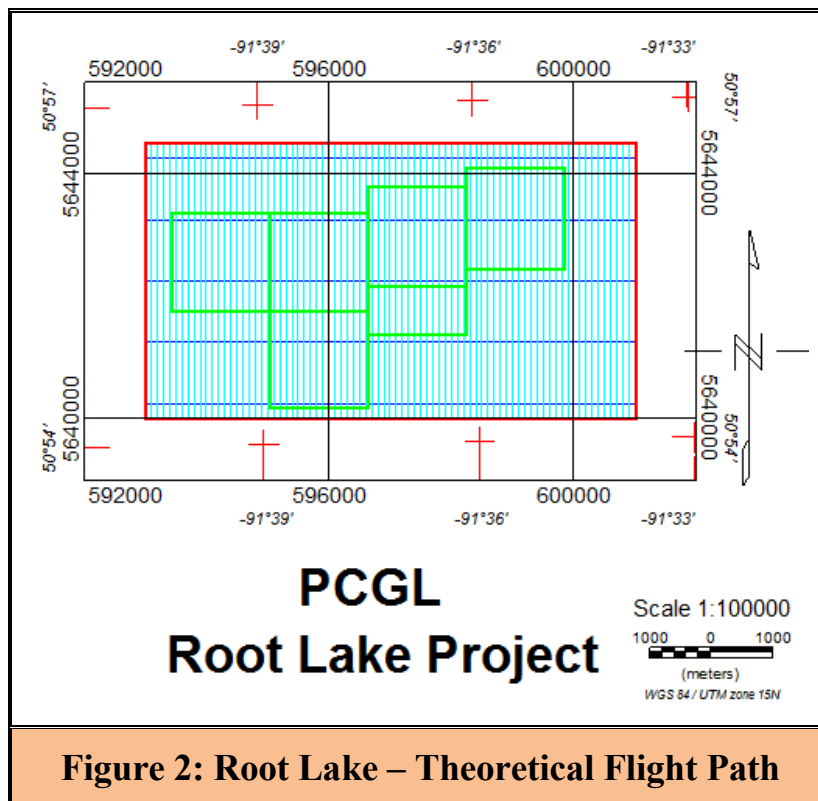 -91°39' -91°36' -91°33'
592000 596000 600000
50°57' 50°57'
5644000 5644000
N
5640000 5640000
50°54' 50°54'
592000 596000 600000
-91°39' -91°36' -91°33'
PCGL
Root Lake Project
Scale 1:100000
1000 0 1000
(meters)
WGS 84 / UTM zone 15N
Figure 2: Root Lake – Theoretical Flight Path